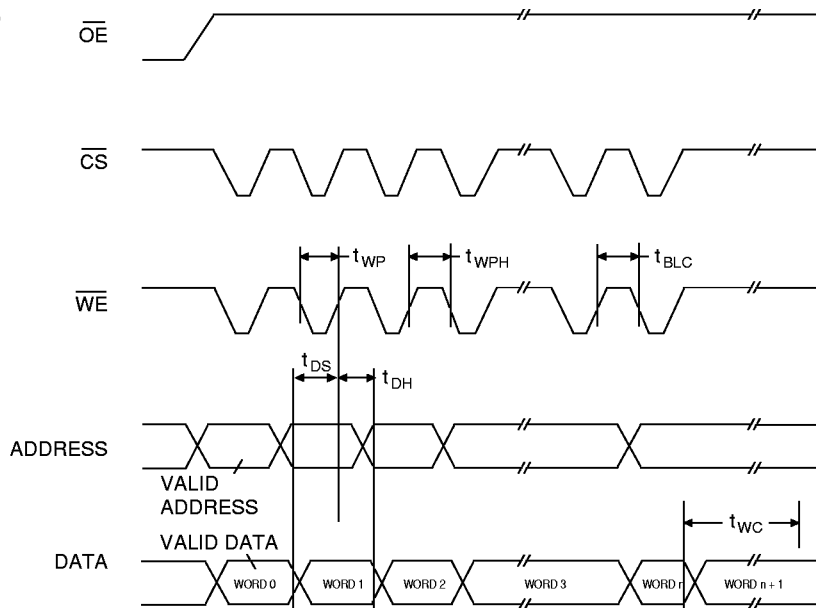 OE
CS
tWP
tWPH
tBLC
WE
tDS
tDH
ADDRESS
VALID
ADDRESS
tWC
VALID DATA
DATA
WORD 0
WORD 1
WORD 2
WORD 3
WORD n
WORD n + 1